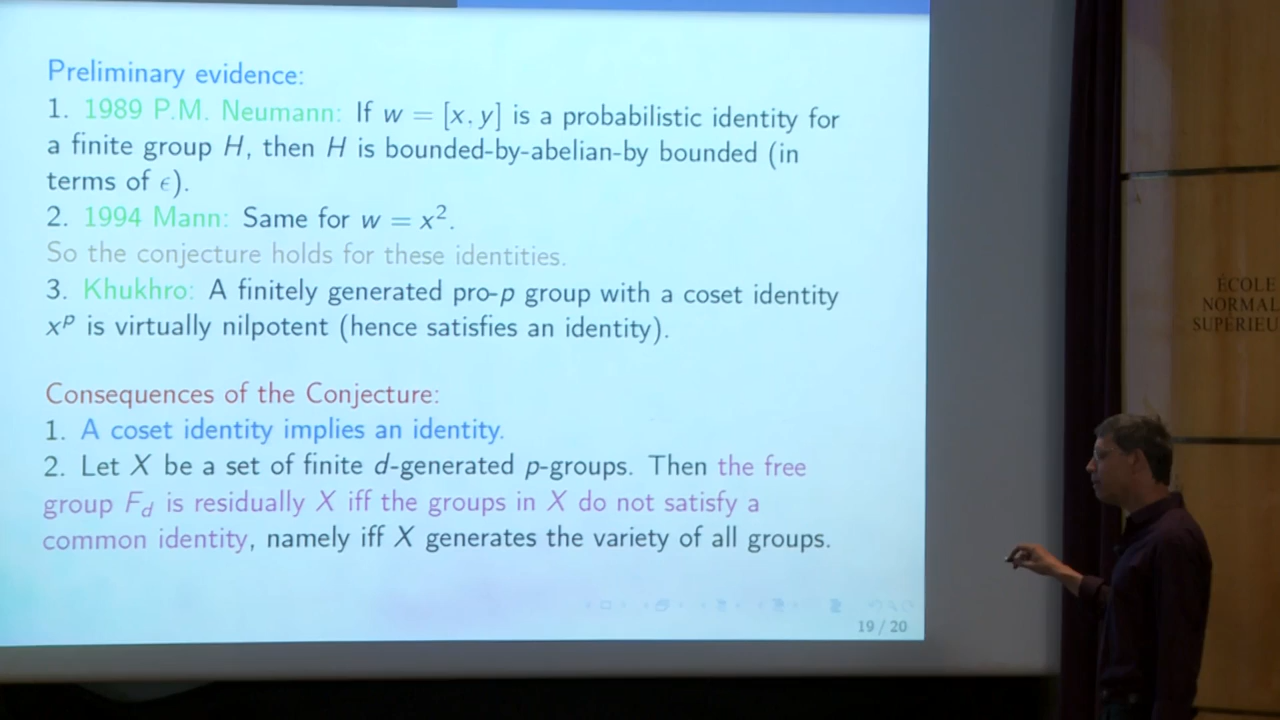 Preliminary evidence:
1. 1989 P.M. Neumann: If w = [x, y] is a probabilistic identity for
a finite group H, then H is bounded-by-abelian-by bounded (in
terms of ϵ).
2. 1994 Mann: Same for w = x².
So the conjecture holds for these identities.
3. Khukhro: A finitely generated pro-p group with a coset identity
xᵖ is virtually nilpotent (hence satisfies an identity).
Consequences of the Conjecture:
1. A coset identity implies an identity.
2. Let X be a set of finite d-generated p-groups. Then the free
group F_d is residually X iff the groups in X do not satisfy a
common identity, namely iff X generates the variety of all groups.
19 / 20
ÉCOLE
NORMAL
SUPÉRIEU